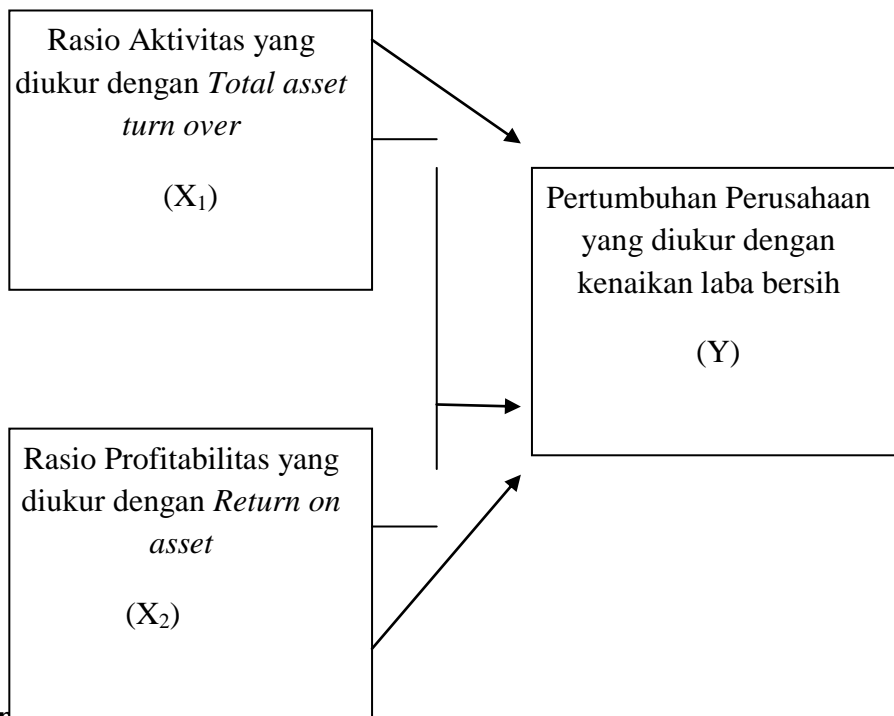 Rasio Aktivitas yang
diukur dengan Total asset
turn over
(X₁)
Pertumbuhan Perusahaan
yang diukur dengan
kenaikan laba bersih
(Y)
Rasio Profitabilitas yang
diukur dengan Return on
asset
(X₂)